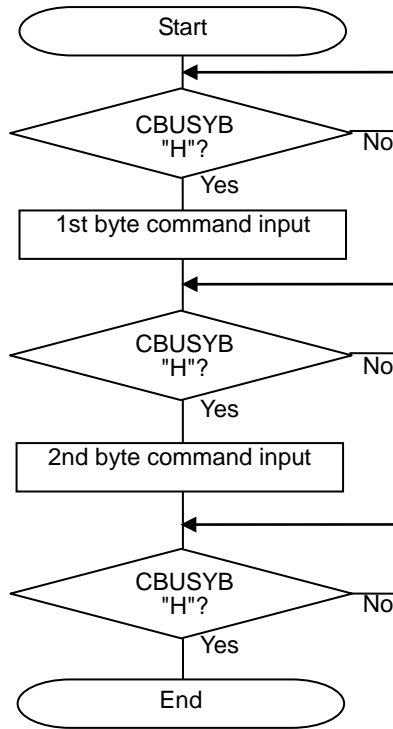 Start
CBUSYB
"H"?
No
Yes
1st byte command input
CBUSYB
"H"?
No
Yes
2nd byte command input
CBUSYB
"H"?
No
Yes
End